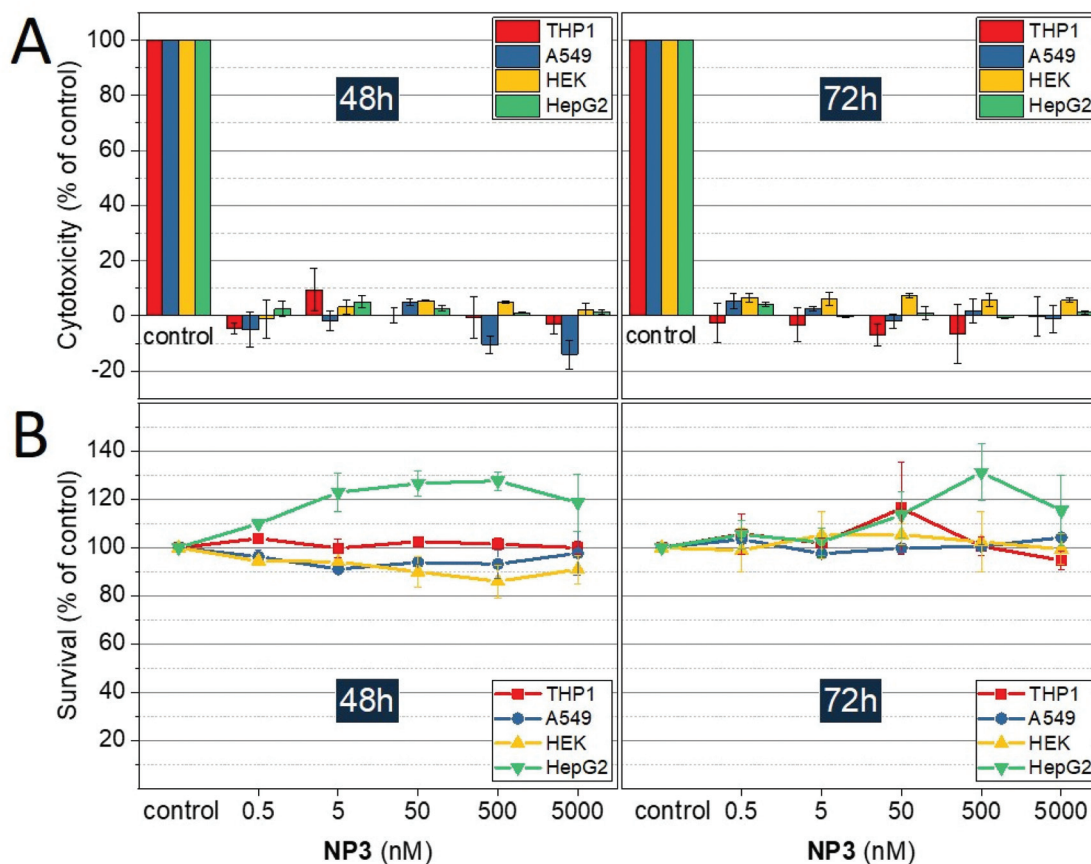 A
Cytotoxicity (% of control)
100
80
60
40
20
0
-20
control
48h
THP1
A549
HEK
HepG2
control
72h
THP1
A549
HEK
HepG2
B
Survival (% of control)
140
120
100
80
60
40
20
48h
THP1
A549
HEK
HepG2
72h
THP1
A549
HEK
HepG2
control 0.5 5 50 500 5000
control 0.5 5 50 500 5000
NP3 (nM)
NP3 (nM)